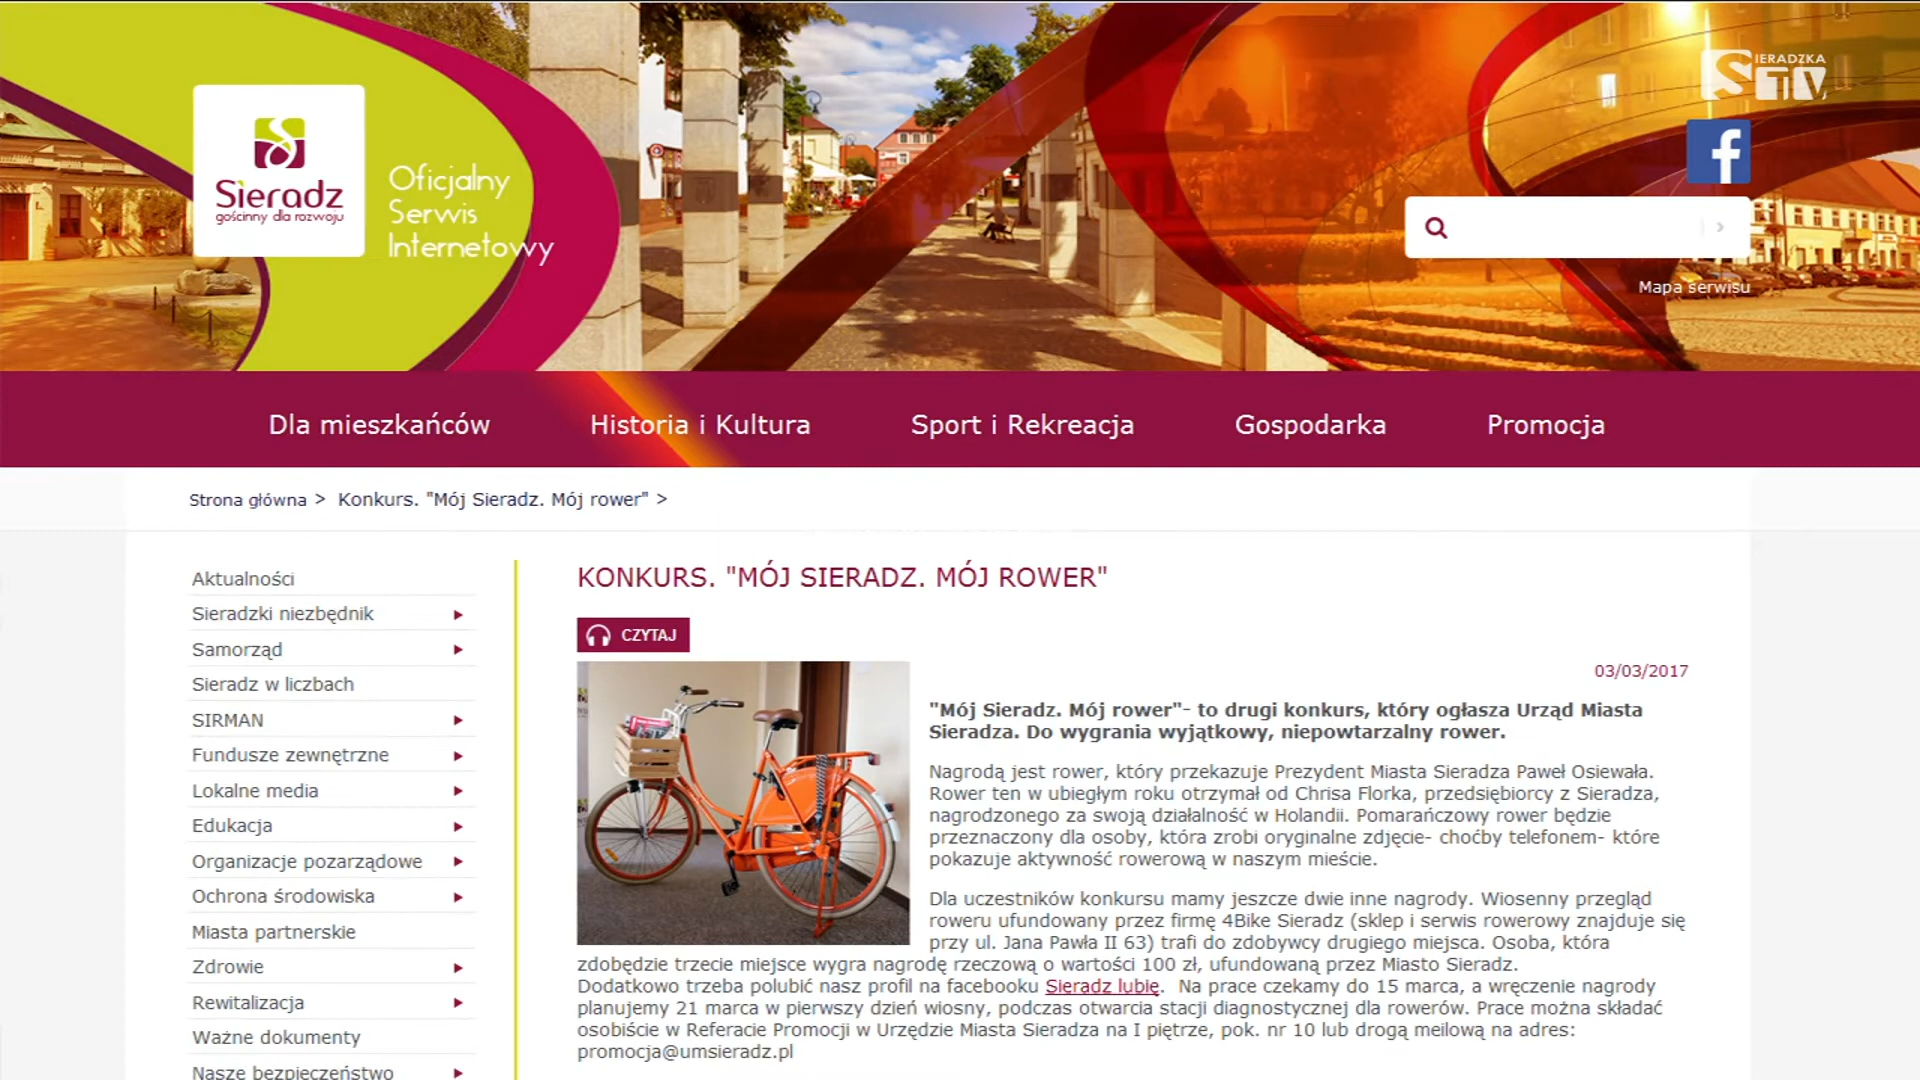 IERADZKA
STV
Sieradz
gościnny dla rozwoju
Oficjalny
Serwis
Internetowy
Mapa serwisu
Dla mieszkańców
Historia i Kultura
Sport i Rekreacja
Gospodarka
Promocja
Strona główna > Konkurs. "Mój Sieradz. Mój rower" >
Aktualności
Sieradzki niezbędnik
Samorząd
Sieradz w liczbach
SIRMAN
Fundusze zewnętrzne
Lokalne media
Edukacja
Organizacje pozarządowe
Ochrona środowiska
Miasta partnerskie
Zdrowie
Rewitalizacja
Ważne dokumenty
Nasze bezpieczeństwo
KONKURS. "MÓJ SIERADZ. MÓJ ROWER"
CZYTAJ
03/03/2017
"Mój Sieradz. Mój rower"- to drugi konkurs, który ogłasza Urząd Miasta
Sieradza. Do wygrania wyjątkowy, niepowtarzalny rower.
Nagrodą jest rower, który przekazuje Prezydent Miasta Sieradza Paweł Osiewała.
Rower ten w ubiegłym roku otrzymał od Chrisa Florka, przedsiębiorcy z Sieradza,
nagrodzonego za swoją działalność w Holandii. Pomarańczowy rower będzie
przeznaczony dla osoby, która zrobi oryginalne zdjęcie- choćby telefonem- które
pokazuje aktywność rowerową w naszym mieście.
Dla uczestników konkursu mamy jeszcze dwie inne nagrody. Wiosenny przegląd
roweru ufundowany przez firmę 4Bike Sieradz (sklep i serwis rowerowy znajduje się
przy ul. Jana Pawła II 63) trafi do zdobywcy drugiego miejsca. Osoba, która
zdobędzie trzecie miejsce wygra nagrodę rzeczową o wartości 100 zł, ufundowaną przez Miasto Sieradz.
Dodatkowo trzeba polubić nasz profil na facebooku Sieradz lubię. Na prace czekamy do 15 marca, a wręczenie nagrody
planujemy 21 marca w pierwszy dzień wiosny, podczas otwarcia stacji diagnostycznej dla rowerów. Prace można składać
osobiście w Referacie Promocji w Urzędzie Miasta Sieradza na I piętrze, pok. nr 10 lub drogą meilową na adres:
promocja@umsieradz.pl